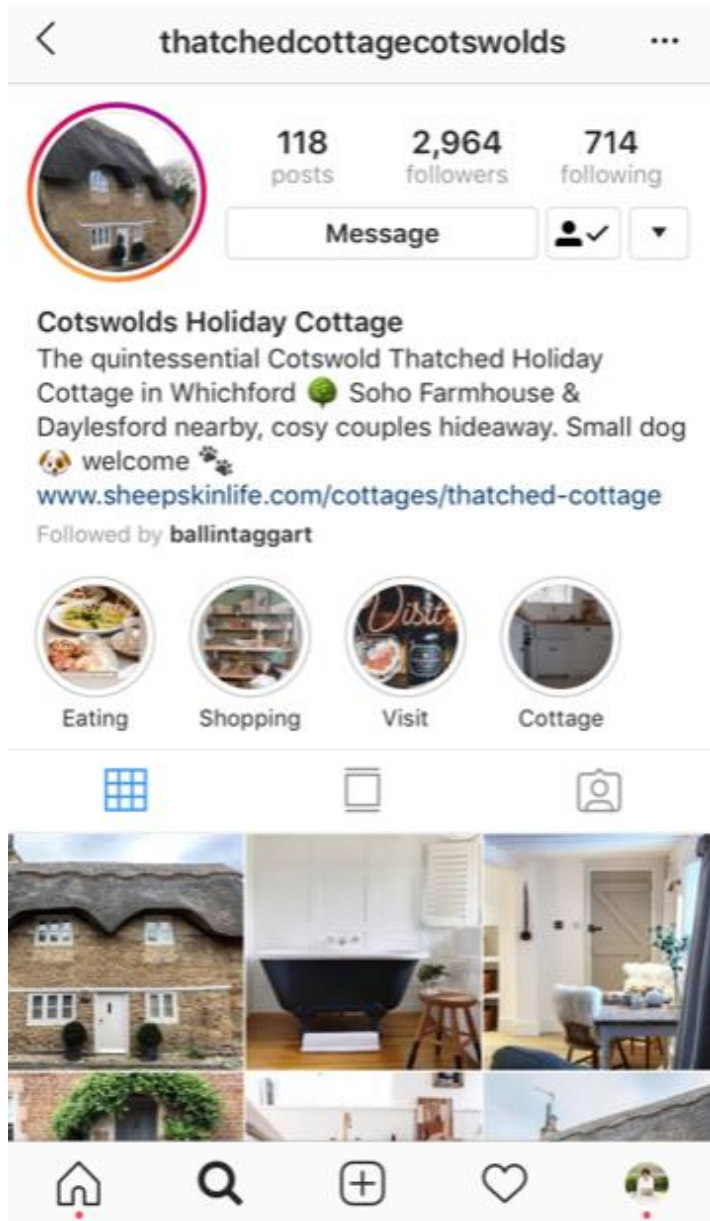 thatchedcottagecotswolds
118 2,964 714
posts followers following
Message
Cotswolds Holiday Cottage
The quintessential Cotswold Thatched Holiday
Cottage in Whichford 🌳 Soho Farmhouse &
Daylesford nearby, cosy couples hideaway. Small dog
🐶 welcome 🐾
www.sheepskinlife.com/cottages/thatched-cottage
Followed by ballintaggart
Visit
Eating Shopping Visit Cottage